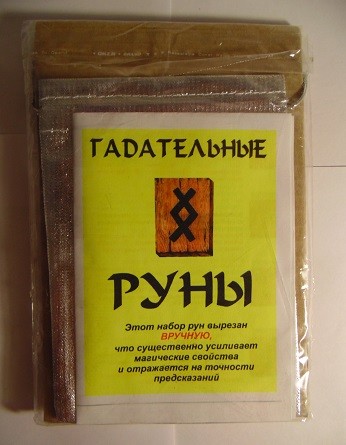 ГАДАТЕЛЬНЫЕ
РУНЫ
Этот набор рун вырезан
ВРУЧНУЮ,
что существенно усиливает
магические свойства
и отражается на точности
предсказаний